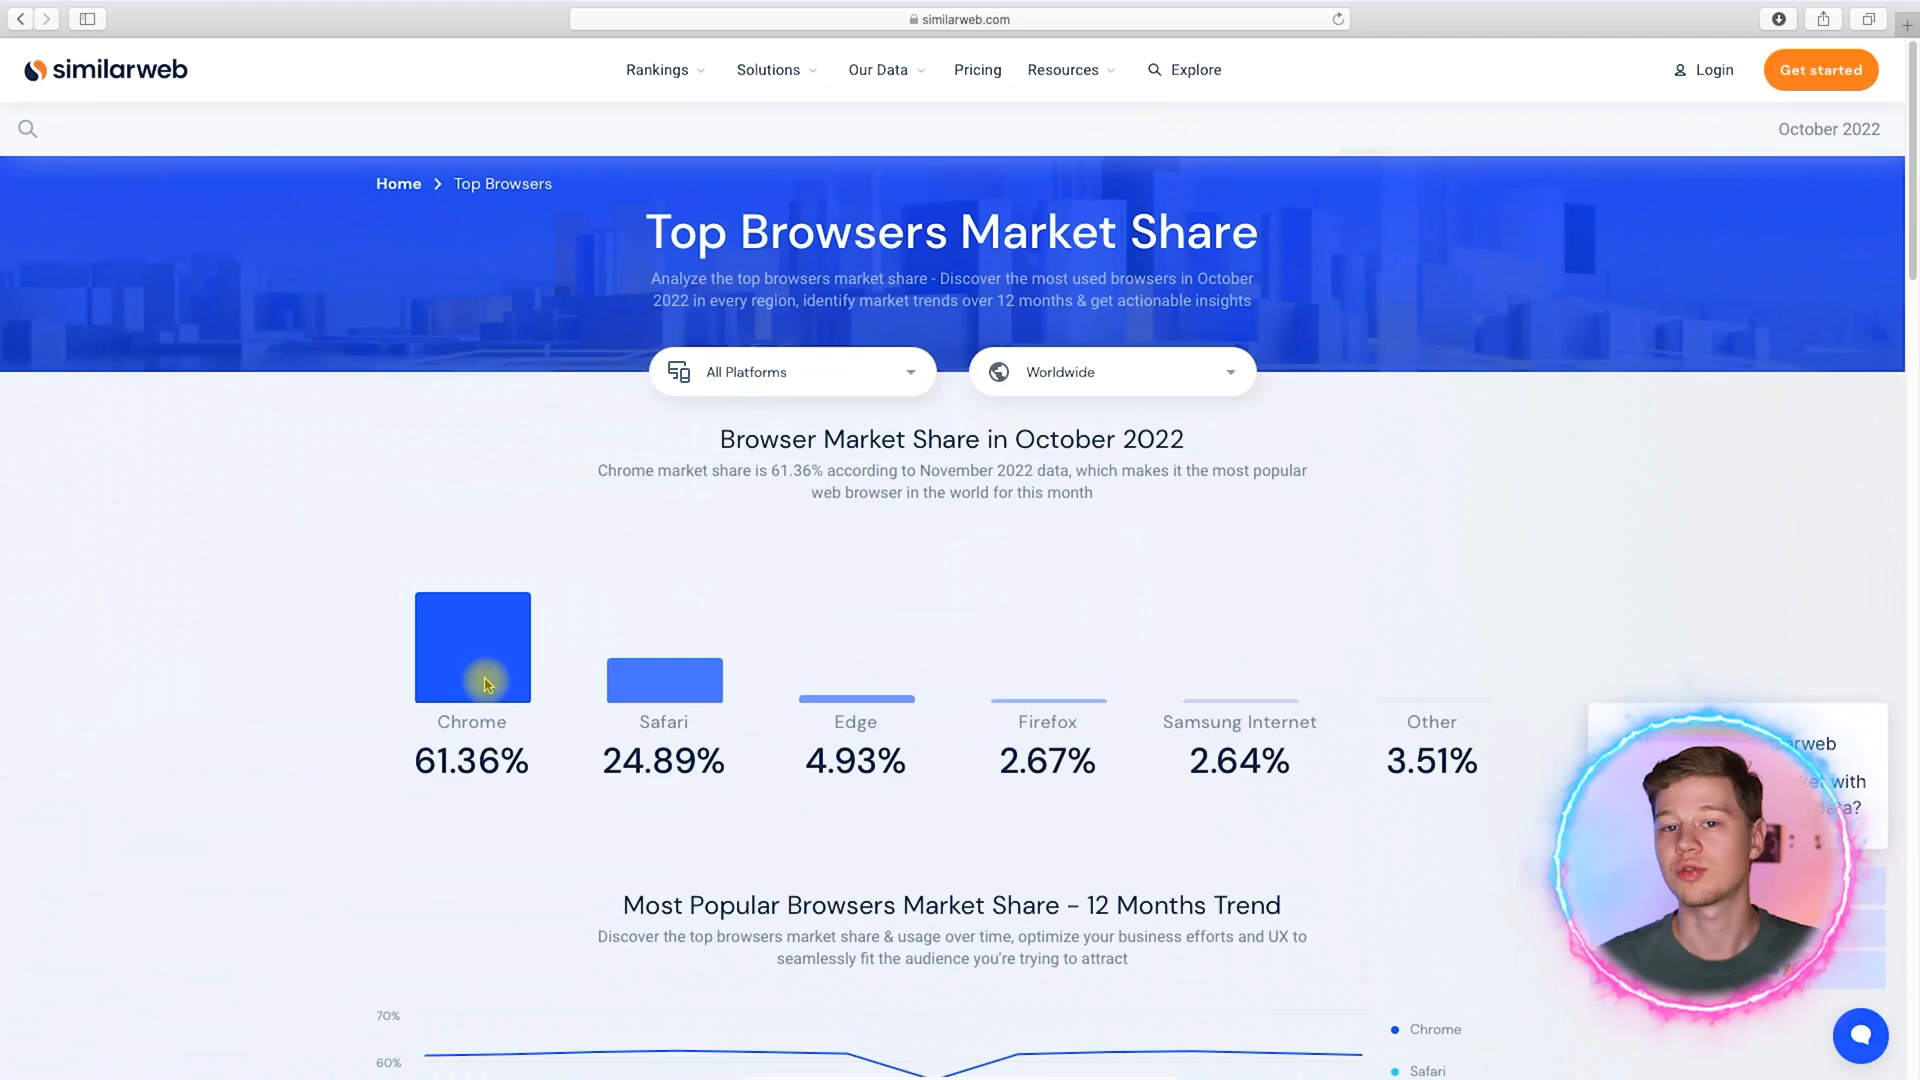 similarweb.com
similarweb
Rankings
Solutions
Our Data
Pricing
Resources
Explore
Login
Get started
October 2022
Home
Top Browsers
Top Browsers Market Share
Analyze the top browsers market share - Discover the most used browsers in October
2022 in every region, identify market trends over 12 months & get actionable insights
All Platforms
Worldwide
Browser Market Share in October 2022
Chrome market share is 61.36% according to November 2022 data, which makes it the most popular
web browser in the world for this month
Chrome
61.36%
Safari
24.89%
Edge
4.93%
Firefox
2.67%
Samsung Internet
2.64%
Other
3.51%
with
Most Popular Browsers Market Share - 12 Months Trend
Discover the top browsers market share & usage over time, optimize your business efforts and UX to
seamlessly fit the audience you're trying to attract
70%
60%
Chrome
Safari